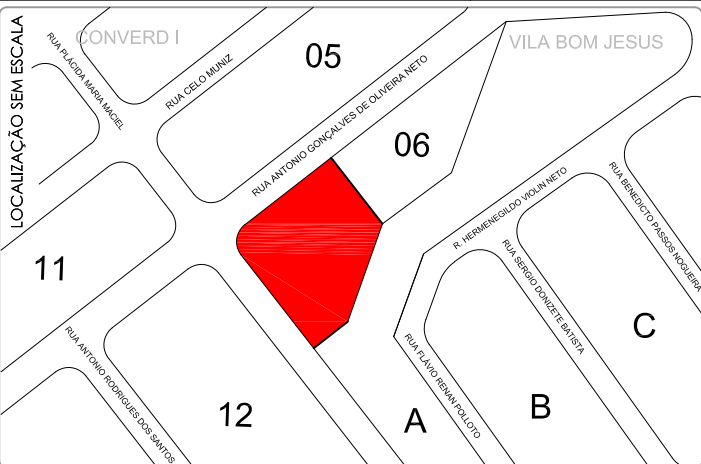 LOCALIZAÇÃO SEM ESCALA
CONVERD I
VILA BOM JESUS
RUA PLÁCIDA MARIA MACIEL
RUA CELO MUNIZ
05
RUA ANTONIO GONÇALVES DE OLIVEIRA NETO
06
R. HERMENEGILDO VIOLIN NETO
RUA BENEDICTO PASSOS NOGUEIRA
RUA SERGIO DONIZETE BATISTA
11
RUA ANTONIO RODRIGUES DOS SANTOS
12
RUA FLÁVIO RENAN POLLOTO
A
B
C